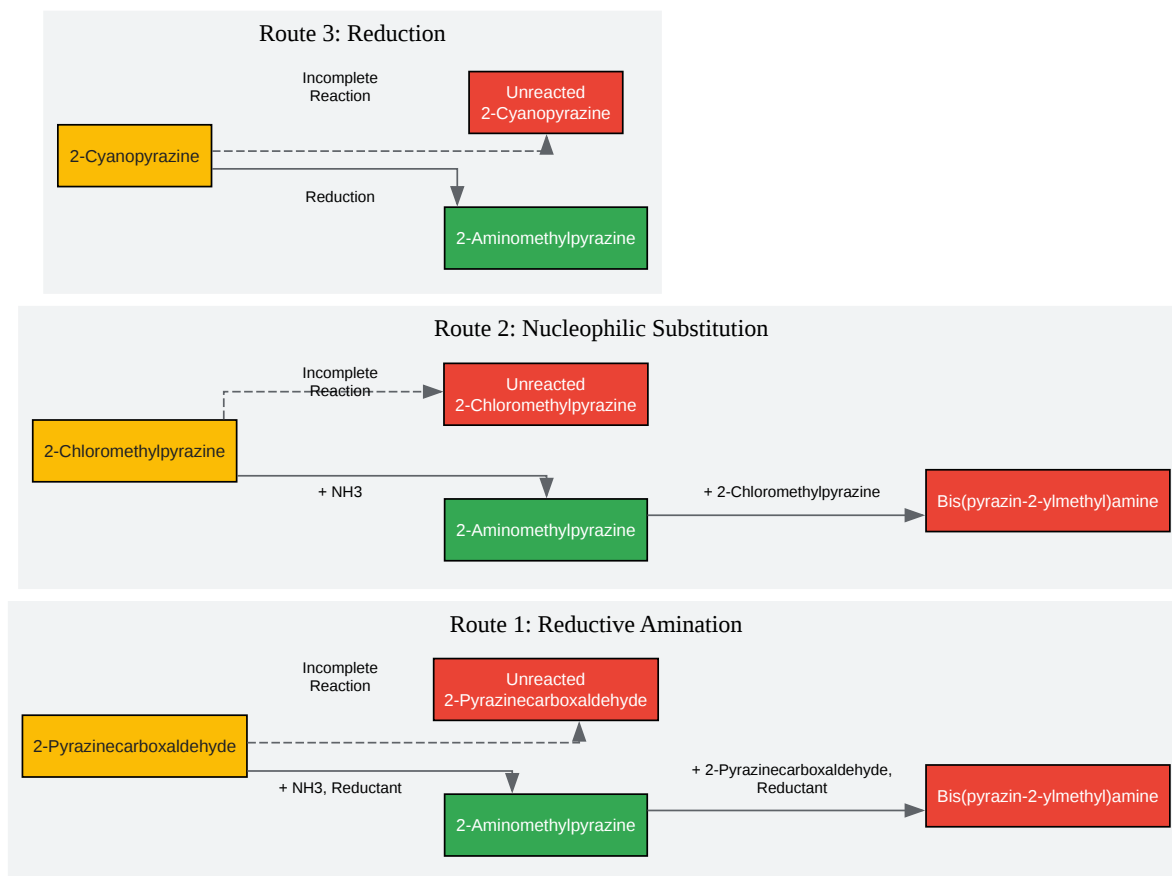 Route 3: Reduction
Incomplete
Reaction
Unreacted
2-Cyanopyrazine
2-Cyanopyrazine
Reduction
2-Aminomethylpyrazine
Route 2: Nucleophilic Substitution
Incomplete
Reaction
Unreacted
2-Chloromethylpyrazine
2-Chloromethylpyrazine
+ NH3
+ 2-Chloromethylpyrazine
Bis(pyrazin-2-ylmethyl)amine
2-Aminomethylpyrazine
Route 1: Reductive Amination
Incomplete
Reaction
Unreacted
2-Pyrazinecarboxaldehyde
2-Pyrazinecarboxaldehyde
+ NH3, Reductant
+ 2-Pyrazinecarboxaldehyde,
Reductant
Bis(pyrazin-2-ylmethyl)amine
2-Aminomethylpyrazine